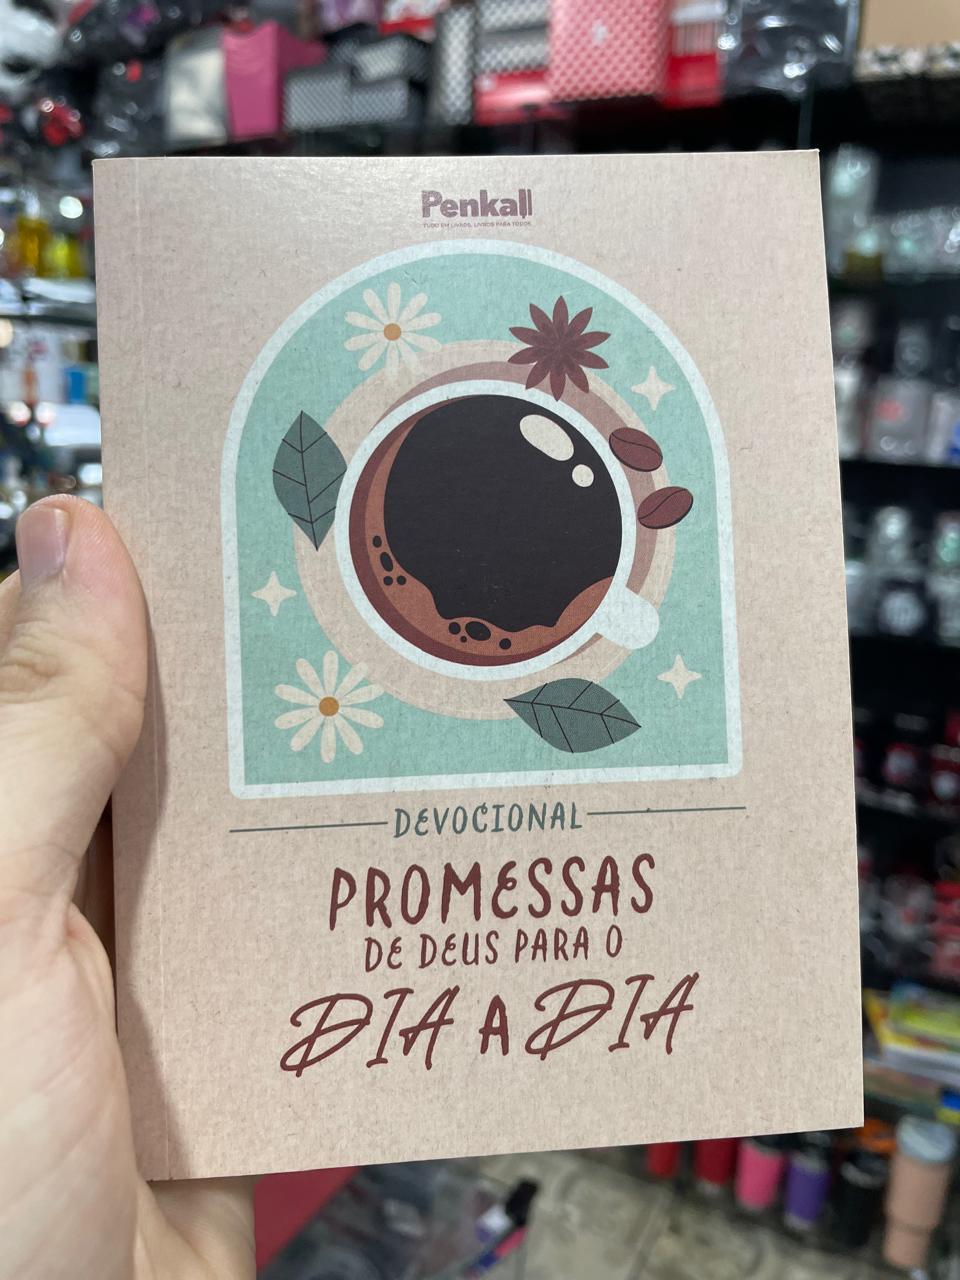 Penkall
TUDO EM LIVROS, LIVROS PARA TODOS.
DEVOCIONAL
PROMESSAS
DE DEUS PARA O
DIA A DIA